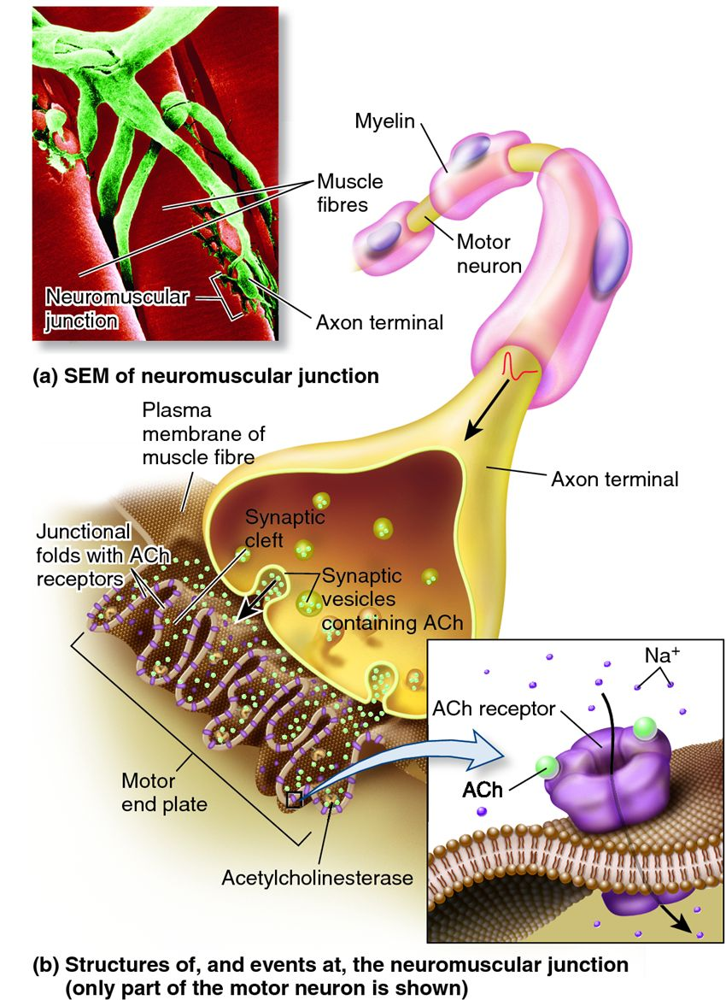 Myelin
Muscle
fibres
Motor
neuron
Neuromuscular
junction
Axon terminal
(a) SEM of neuromuscular junction
Plasma
membrane of
muscle fibre
Axon terminal
Synaptic
cleft
Junctional
folds with ACh
receptors
Synaptic
vesicles
containing ACh
Na+
ACh receptor
ACh
Motor
end plate
Acetylcholinesterase
(b) Structures of, and events at, the neuromuscular junction
(only part of the motor neuron is shown)